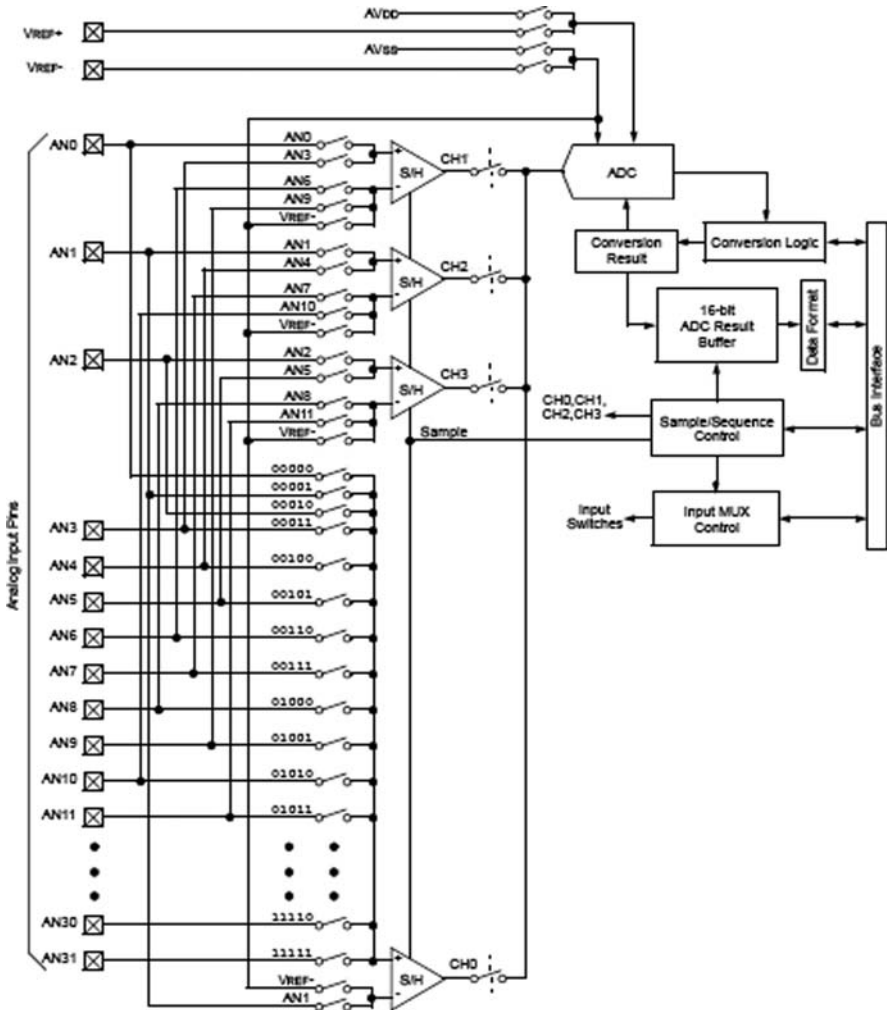 AVDD
VREF+
AVSS
VREF-
Analog Input Pins
AN0
AN0
AN3
AN6
AN9
VREF-
S/H
CH1
ADC
Conversion Result
Conversion Logic
AN1
AN1
AN4
AN7
AN10
VREF-
S/H
CH2
16-bit
ADC Result
Buffer
Data Format
Bus Interface
AN2
AN2
AN5
AN8
AN11
VREF-
S/H
CH3
CH0,CH1,
CH2,CH3
Sample/Sequence
Control
Sample
Input
Switches
Input MUX
Control
00000
00001
00010
AN3
00011
AN4
00100
AN5
00101
AN6
00110
AN7
00111
AN8
01000
AN9
01001
AN10
01010
AN11
01011
AN30
11110
AN31
11111
VREF-
AN1
S/H
CH0